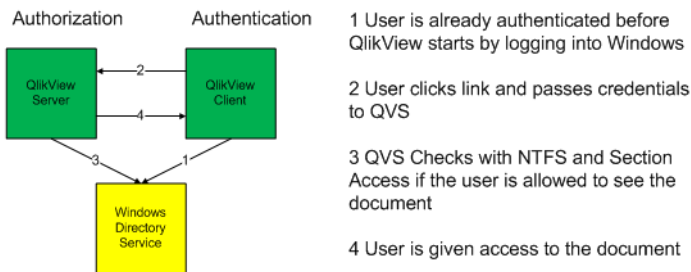 Authorization
Authentication
QlikView
Server
2
4
QlikView
Client
3
1
Windows
Directory
Service
1 User is already authenticated before
QlikView starts by logging into Windows
2 User clicks link and passes credentials
to QVS
3 QVS Checks with NTFS and Section
Access if the user is allowed to see the
document
4 User is given access to the document